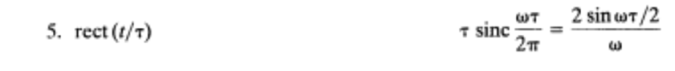 5. rect (t/τ) τ sinc ωτ/2π = 2 sin ωτ/2 / ω